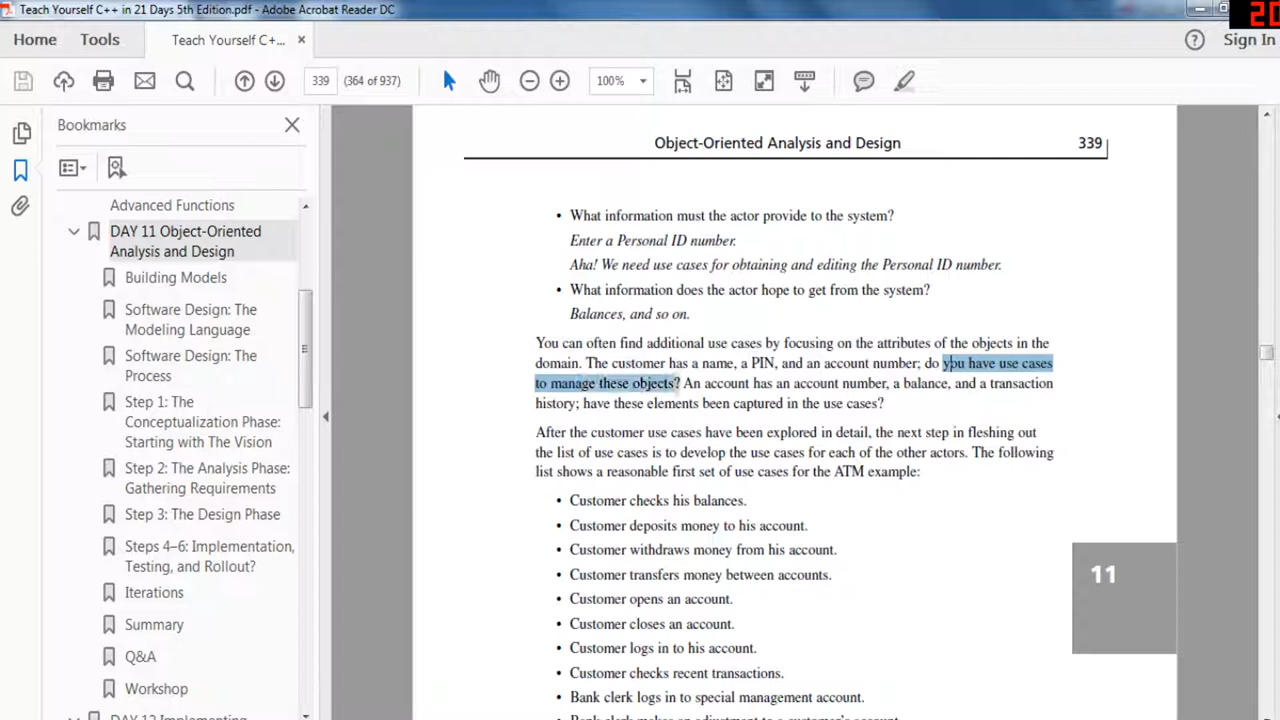 Teach Yourself C++ in 21 Days 5th Edition.pdf - Adobe Acrobat Reader DC
20
Home
Tools
Teach Yourself C+...
Sign In
339
(364 of 937)
100%
Bookmarks
Advanced Functions
DAY 11 Object-Oriented
Analysis and Design
Building Models
Software Design: The
Modeling Language
Software Design: The
Process
Step 1: The
Conceptualization Phase:
Starting with The Vision
Step 2: The Analysis Phase:
Gathering Requirements
Step 3: The Design Phase
Steps 4–6: Implementation,
Testing, and Rollout?
Iterations
Summary
Q&A
Workshop
DAY 12 Implementing
Object-Oriented Analysis and Design 339
• What information must the actor provide to the system?
Enter a Personal ID number.
Aha! We need use cases for obtaining and editing the Personal ID number.
• What information does the actor hope to get from the system?
Balances, and so on.
You can often find additional use cases by focusing on the attributes of the objects in the
domain. The customer has a name, a PIN, and an account number; do you have use cases
to manage these objects? An account has an account number, a balance, and a transaction
history; have these elements been captured in the use cases?
After the customer use cases have been explored in detail, the next step in fleshing out
the list of use cases is to develop the use cases for each of the other actors. The following
list shows a reasonable first set of use cases for the ATM example:
• Customer checks his balances.
• Customer deposits money to his account.
• Customer withdraws money from his account.
• Customer transfers money between accounts.
• Customer opens an account.
• Customer closes an account.
• Customer logs in to his account.
• Customer checks recent transactions.
• Bank clerk logs in to special management account.
• Bank clerk makes an adjustment to a customer's account.
11